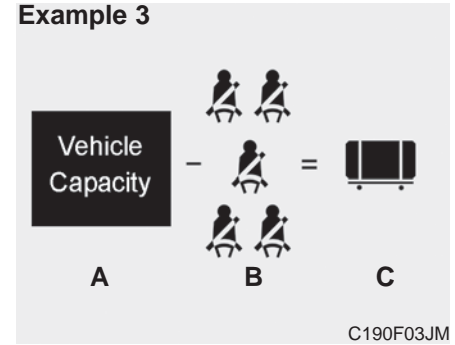 Example 3
Vehicle
Capacity
-
=
A B C
C190F03JM